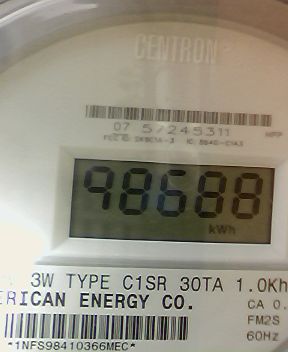 CENTRON
07 57245311
98688
kWh
3W TYPE C1SR 30TA 1.0Kh
ERICAN ENERGY CO.
CA 0.
FM2S
60Hz
*1NFS98410366MEC*